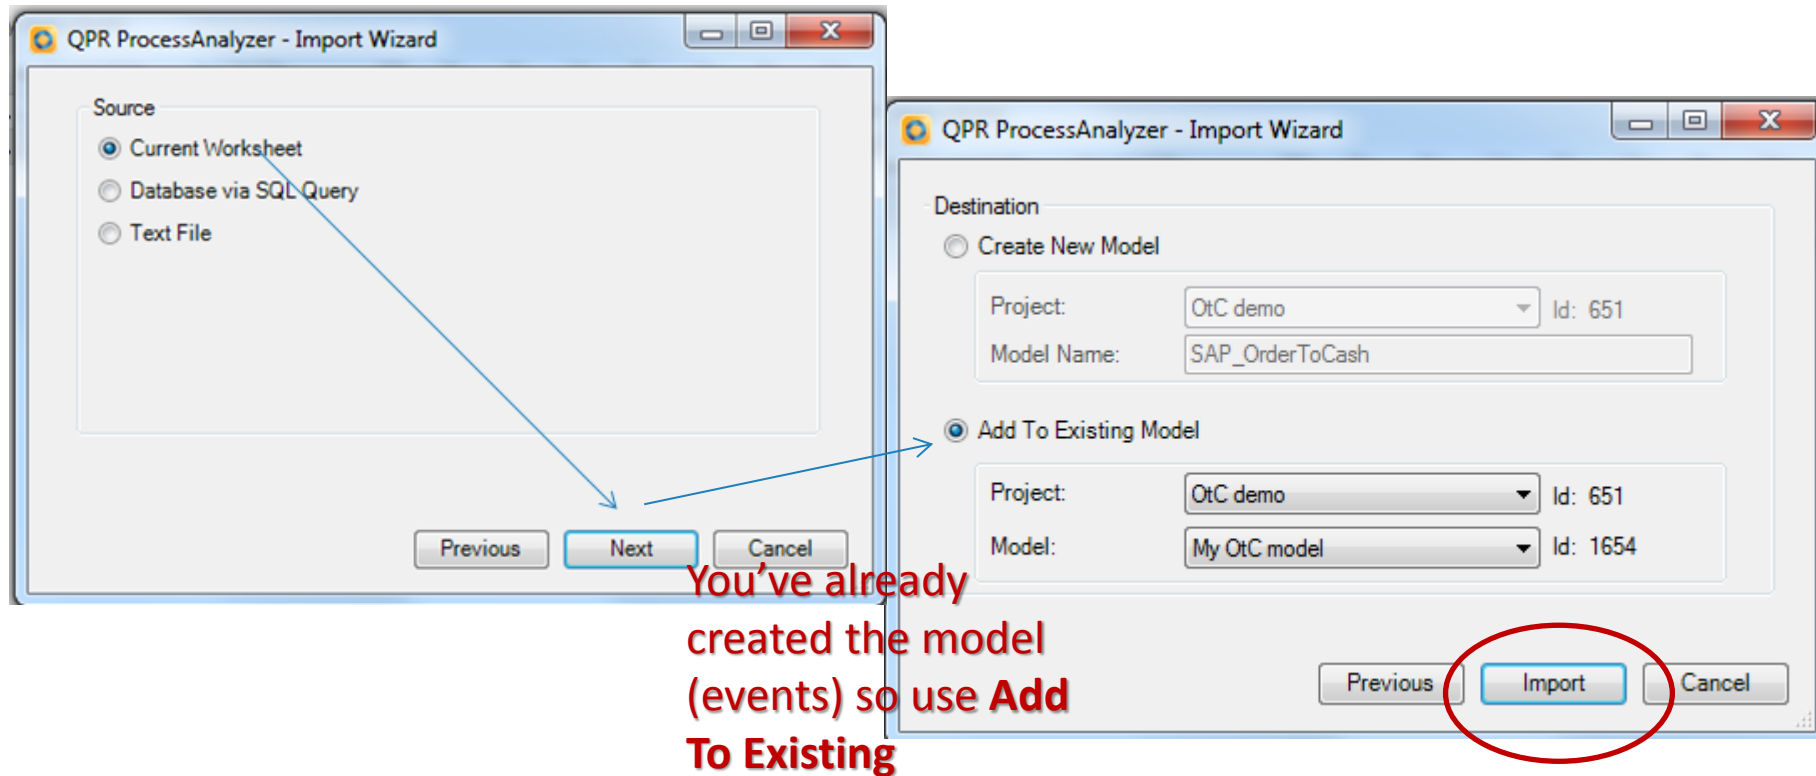 QPR ProcessAnalyzer - Import Wizard
Source
Current Worksheet
Database via SQL Query
Text File
Previous
Next
Cancel
QPR ProcessAnalyzer - Import Wizard
Destination
Create New Model
Project: OtC demo Id: 651
Model Name: SAP_OrderToCash
Add To Existing Model
Project: OtC demo Id: 651
Model: My OtC model Id: 1654
Previous
Import
Cancel
You’ve already
created the model
(events) so use Add
To Existing